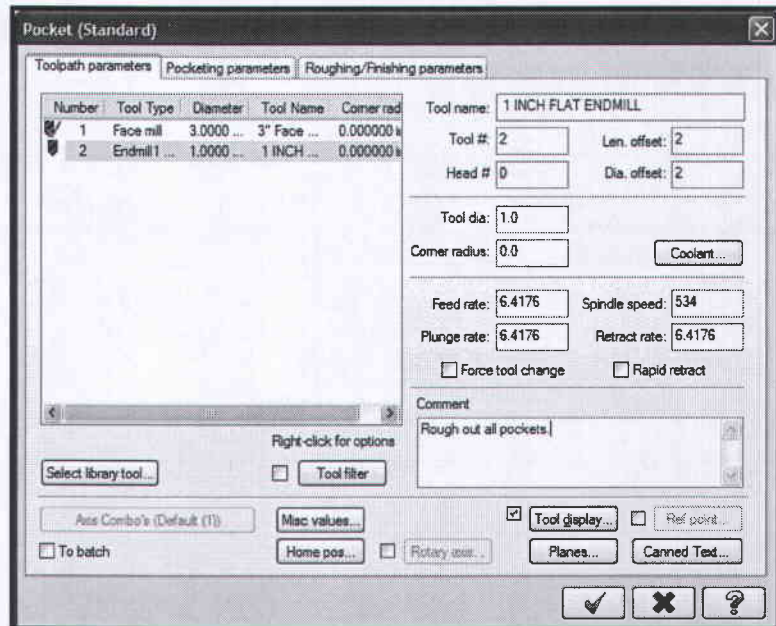 Pocket (Standard)
Toolpath parameters Pocketing parameters Roughing/Finishing parameters
Number Tool Type Diameter Tool Name Corner rad
1 Face mill 3.0000 ... 3" Face ... 0.000000 i
2 Endmill1 ... 1.0000 ... 1 INCH ... 0.000000 i
Right-click for options
Select library tool... Tool filter
Tool name: 1 INCH FLAT ENDMILL
Tool #: 2 Len. offset: 2
Head # 0 Dia. offset: 2
Tool dia: 1.0
Corner radius: 0.0 Coolant...
Feed rate: 6.4176 Spindle speed: 534
Plunge rate: 6.4176 Retract rate: 6.4176
Force tool change Rapid retract
Comment
Rough out all pockets.
Axis Combo's (Default (1)) Misc values... Tool display... Ref point...
To batch Home pos... Rotary axis... Planes... Canned Text...